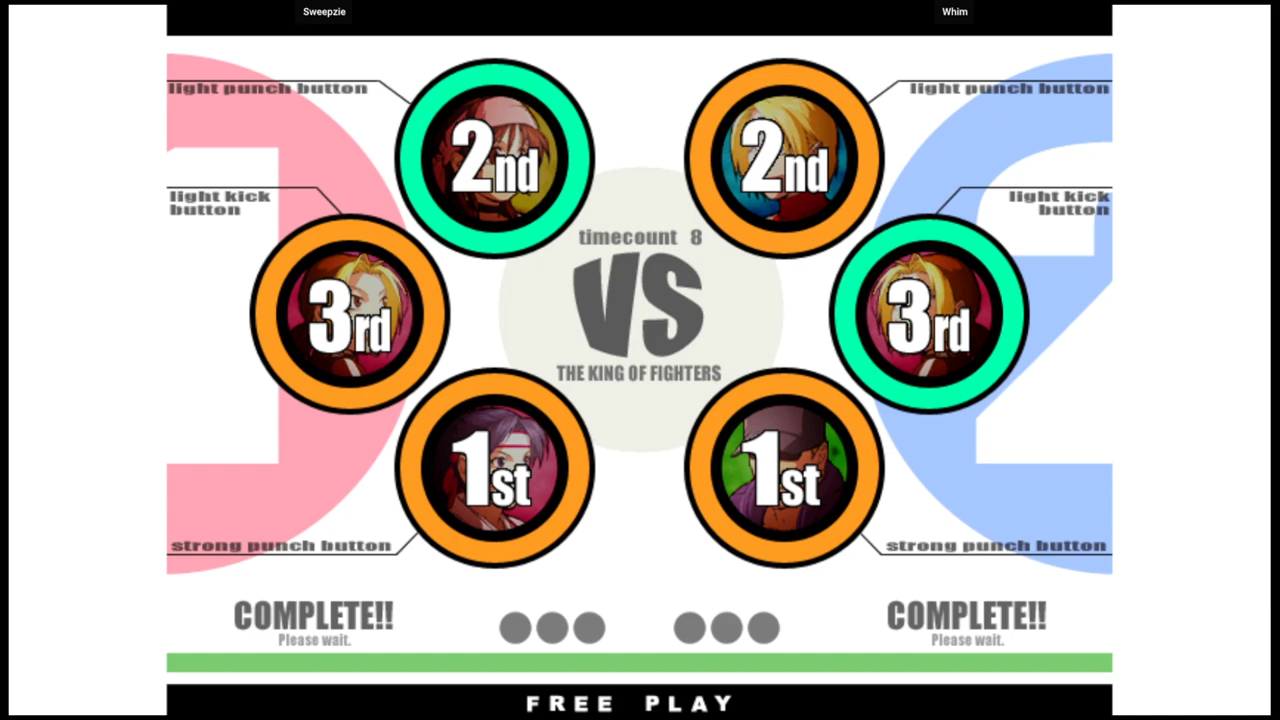 Sweepzie
Whim
light punch button
light punch button
2nd
2nd
light kick
button
light kick
button
timecount 8
VS
THE KING OF FIGHTERS
3rd
3rd
1st
1st
strong punch button
strong punch button
COMPLETE!!
Please wait.
COMPLETE!!
Please wait.
FREE PLAY
1
2